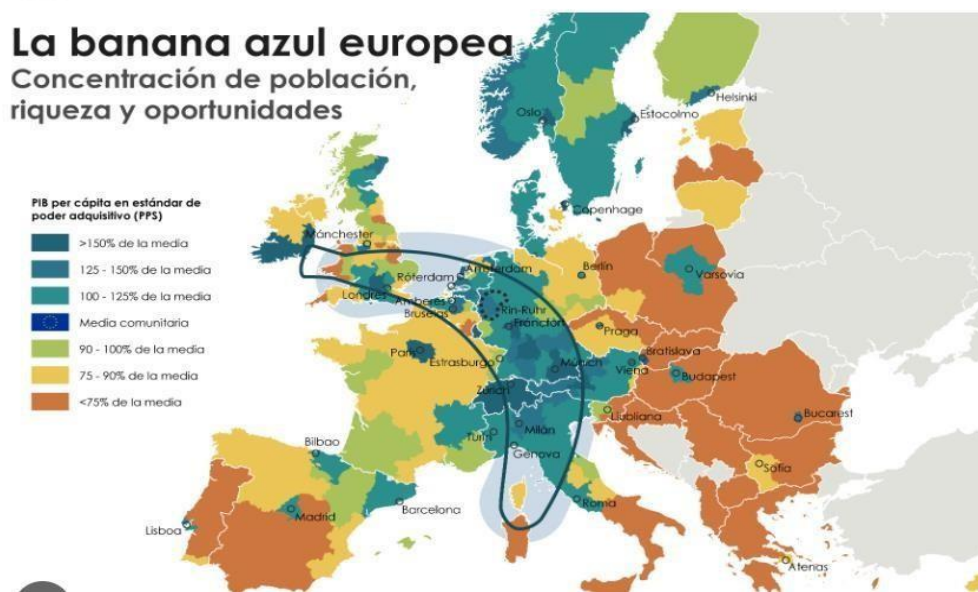 La banana azul europea
Concentración de población,
riqueza y oportunidades
PIB per cápita en estándar de
poder adquisitivo (PPS)
>150% de la media
125 - 150% de la media
100 - 125% de la media
Media comunitaria
90 - 100% de la media
75 - 90% de la media
<75% de la media
Helsinki
Oslo
Estocolmo
Copenhage
Mánchester
Róterdam
Ámsterdam
Berlín
Varsovia
Londres
Amberes
Bruselas
Rin-Ruhr
Fráncfort
Praga
París
Estrasburgo
Múnich
Viena
Bratislava
Budapest
Zúrich
Liubliana
Milán
Turín
Bucarest
Génova
Bilbao
Sofía
Roma
Barcelona
Madrid
Lisboa
Atenas